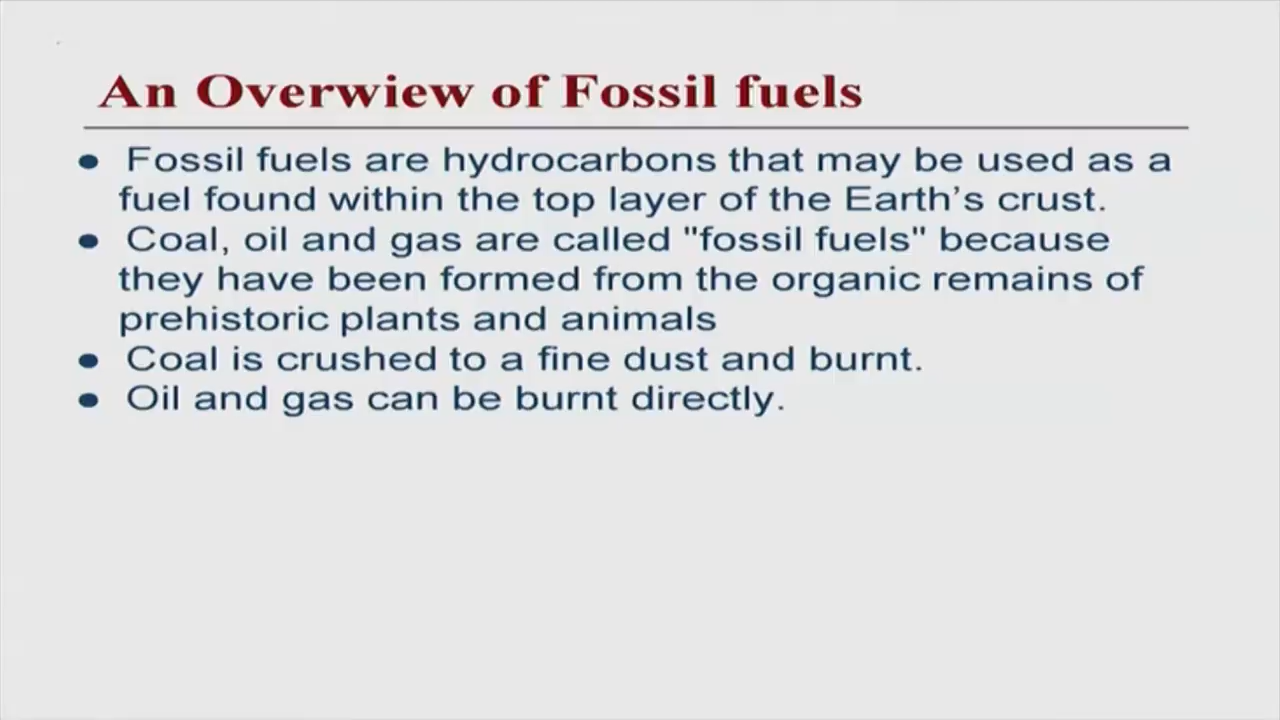 An Overwiew of Fossil fuels
● Fossil fuels are hydrocarbons that may be used as a
fuel found within the top layer of the Earth’s crust.
● Coal, oil and gas are called "fossil fuels" because
they have been formed from the organic remains of
prehistoric plants and animals
● Coal is crushed to a fine dust and burnt.
● Oil and gas can be burnt directly.